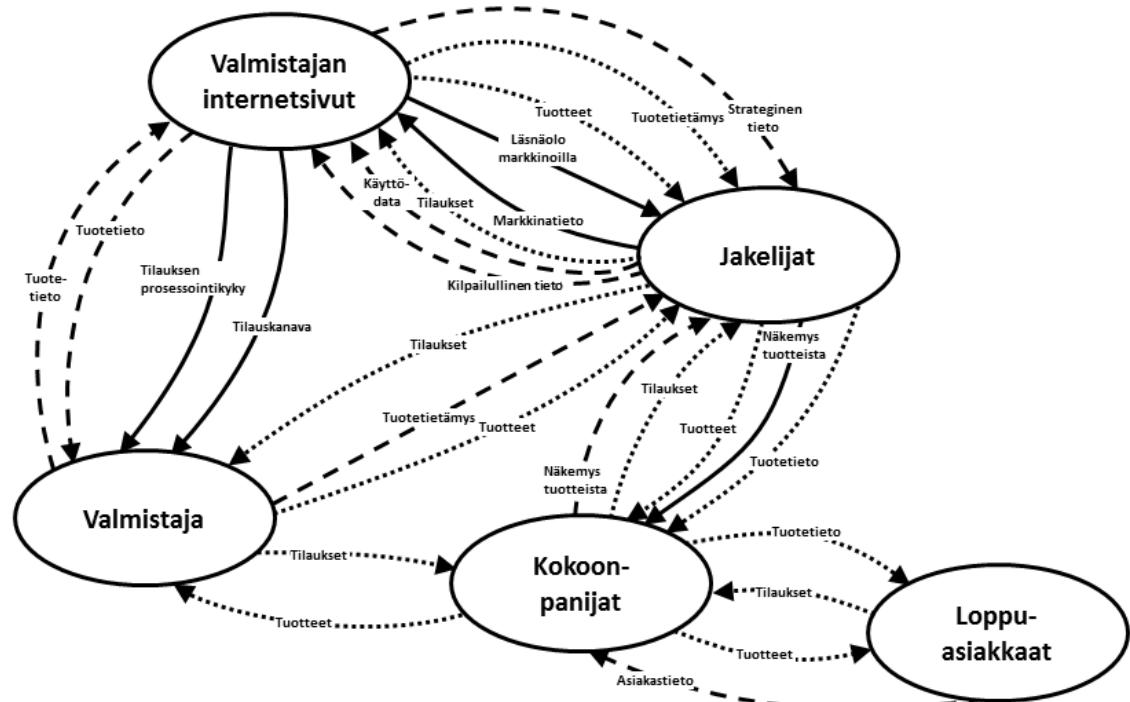 Valmistajan
internetsivut
Strateginen
tieto
Tuotetietämys
Tuotteet
Läsnäolo
markkinoilla
Käyttö-
data
Tilaukset
Markkinatieto
Kilpailullinen tieto
Jakelijat
Tuotetieto
Tuote-
tieto
Tilauksen
prosessointikyky
Tilauskanava
Tilaukset
Tuotetietämys
Tuotteet
Näkemys
tuotteista
Tilaukset
Tuotteet
Tuotetieto
Näkemys
tuotteista
Valmistaja
Tilaukset
Tuotteet
Kokoon-
panijat
Tuotetieto
Tilaukset
Tuotteet
Asiakastieto
Loppu-
asiakkaat